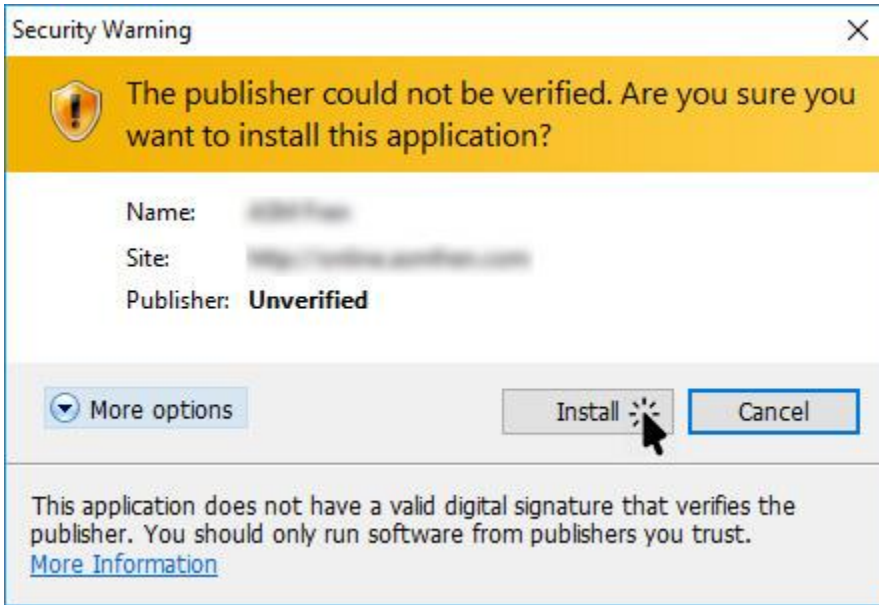 Security Warning
The publisher could not be verified. Are you sure you
want to install this application?
Name:
Site:
Publisher: Unverified
More options
Install
Cancel
This application does not have a valid digital signature that verifies the
publisher. You should only run software from publishers you trust.
More Information